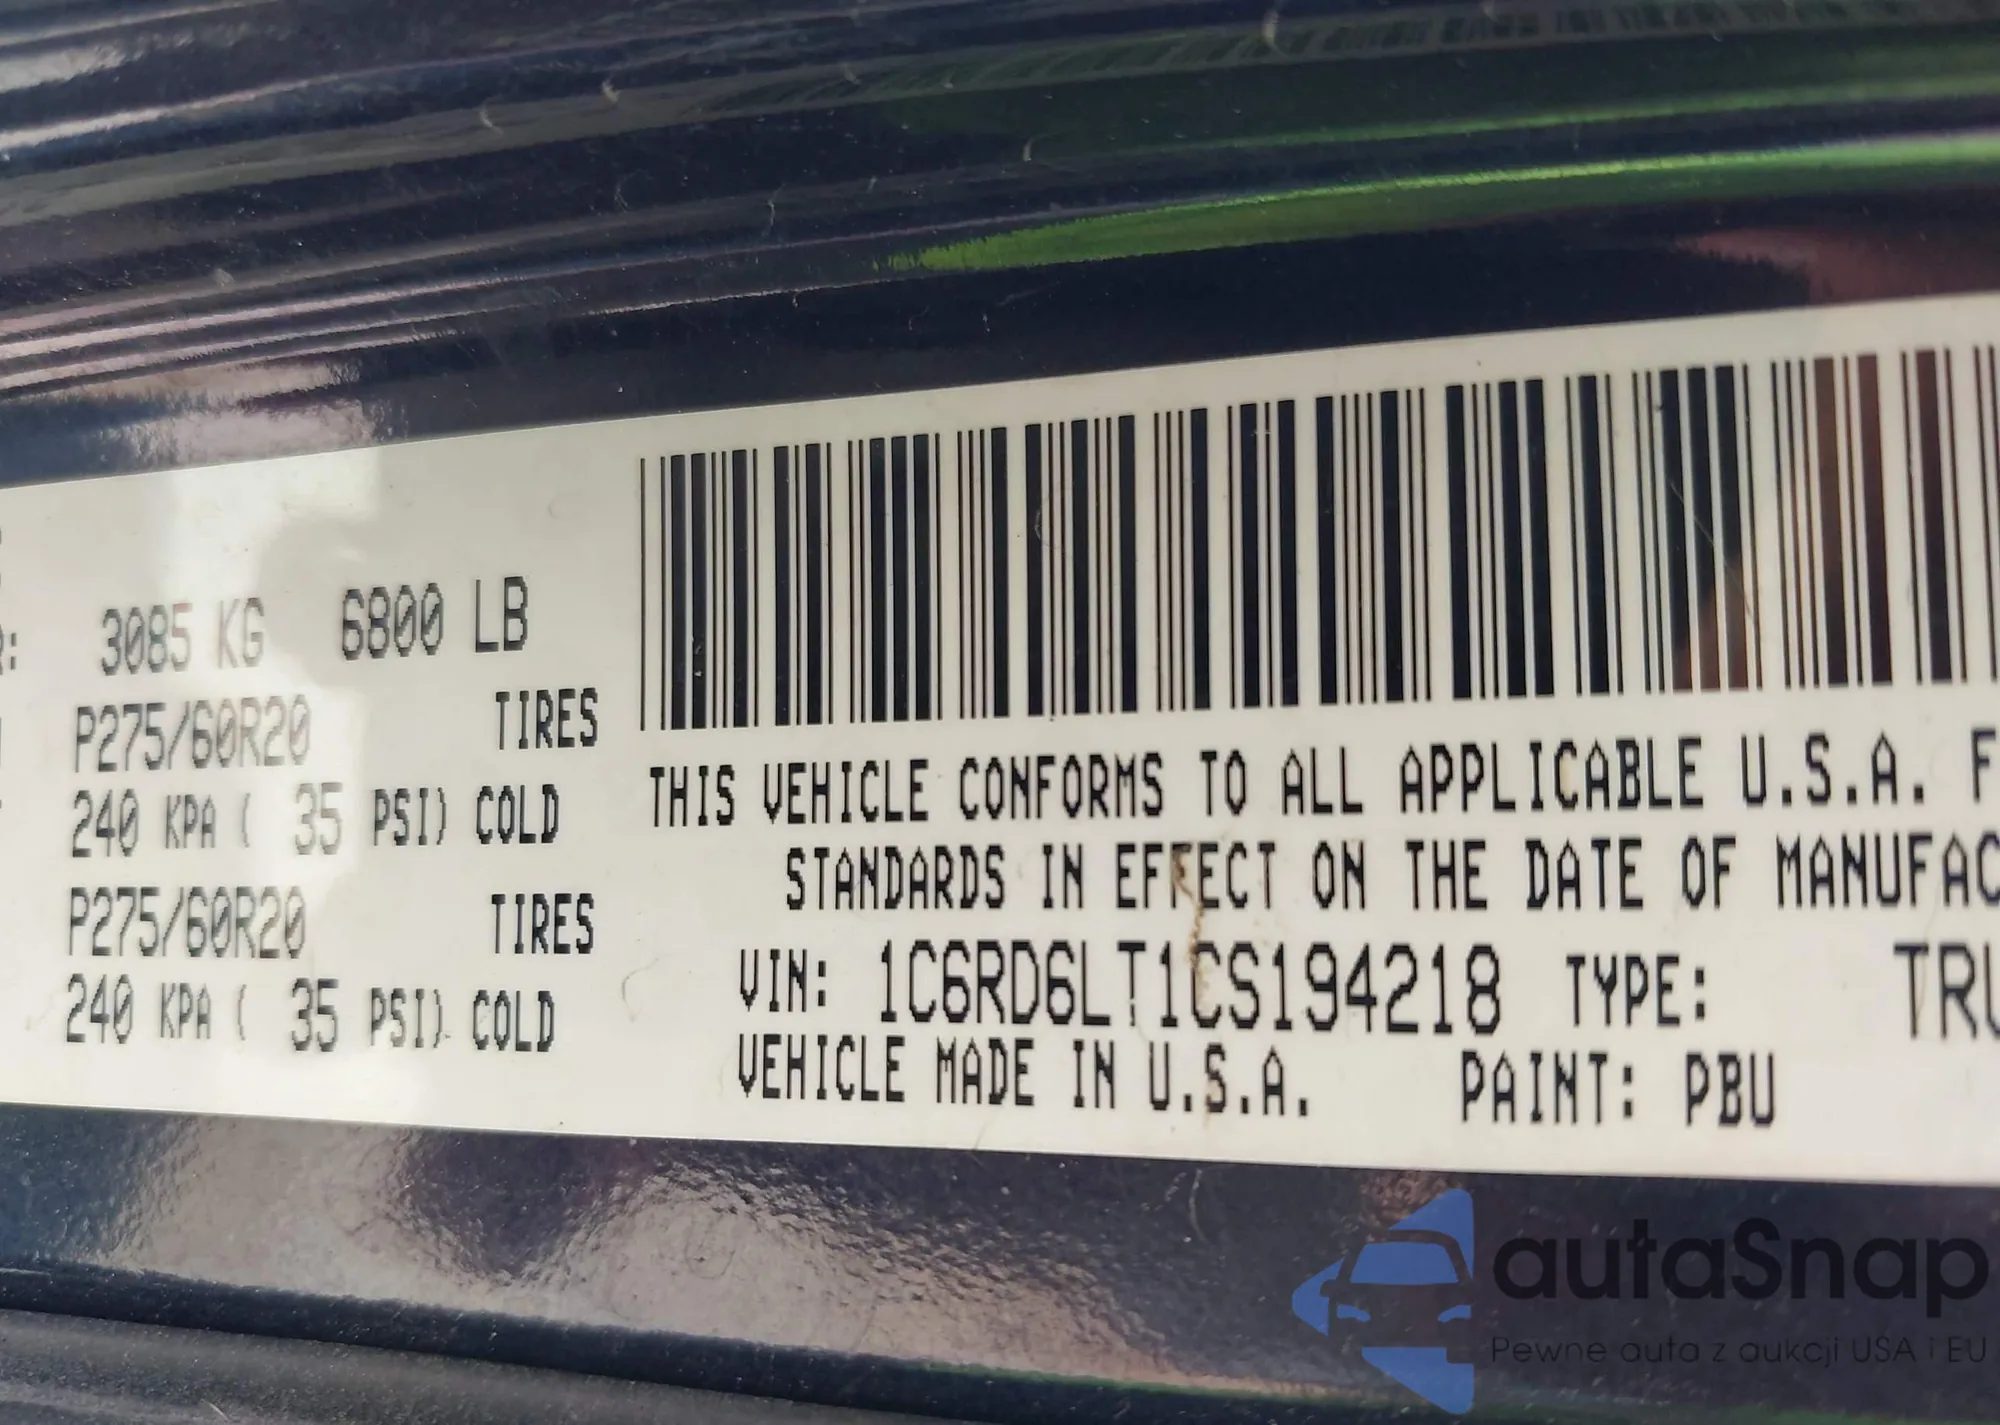 3085 KG 6800 LB
P275/60R20 TIRES
240 KPA ( 35 PSI) COLD
P275/60R20 TIRES
240 KPA ( 35 PSI) COLD
THIS VEHICLE CONFORMS TO ALL APPLICABLE U.S.A. F
STANDARDS IN EFFECT ON THE DATE OF MANUFAC
VIN: 1C6RD6LT1CS194218 TYPE: TRU
VEHICLE MADE IN U.S.A. PAINT: PBU
autaSnap
Pewne auta z aukcji USA i EU